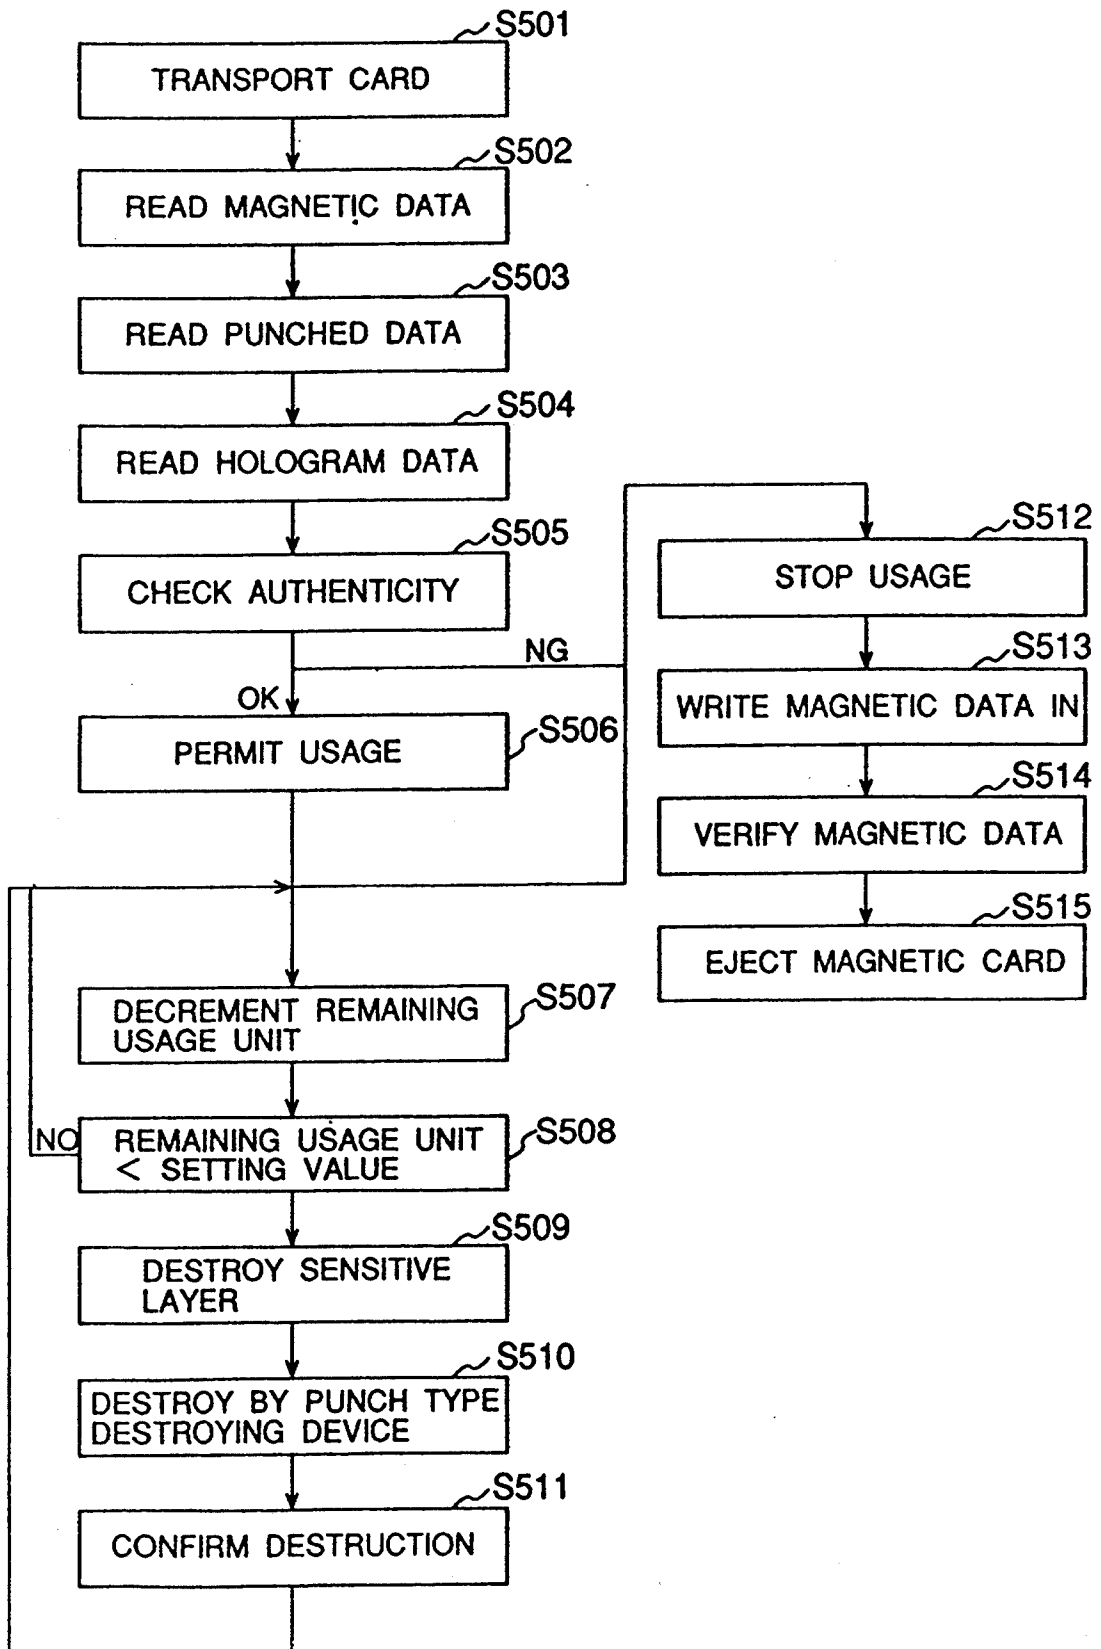 S501
TRANSPORT CARD
S502
READ MAGNETIC DATA
S503
READ PUNCHED DATA
S504
READ HOLOGRAM DATA
S505
CHECK AUTHENTICITY
NG
OK
S506
PERMIT USAGE
S507
DECREMENT REMAINING
USAGE UNIT
NO
S508
REMAINING USAGE UNIT
< SETTING VALUE
S509
DESTROY SENSITIVE
LAYER
S510
DESTROY BY PUNCH TYPE
DESTROYING DEVICE
S511
CONFIRM DESTRUCTION
S512
STOP USAGE
S513
WRITE MAGNETIC DATA IN
S514
VERIFY MAGNETIC DATA
S515
EJECT MAGNETIC CARD